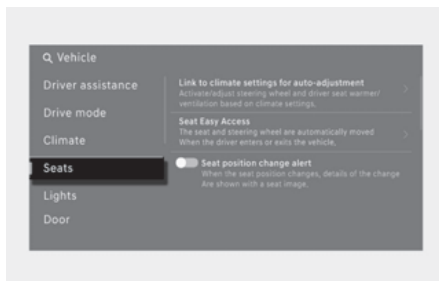 Vehicle
Driver assistance
Drive mode
Climate
Seats
Lights
Door
Link to climate settings for auto-adjustment
Activate/adjust steering wheel and driver seat warmer/
ventilation based on climate settings,
Seat Easy Access
The seat and steering wheel are automatically moved
When the driver enters or exits the vehicle,
Seat position change alert
When the seat position changes, details of the change
Are shown with a seat image,